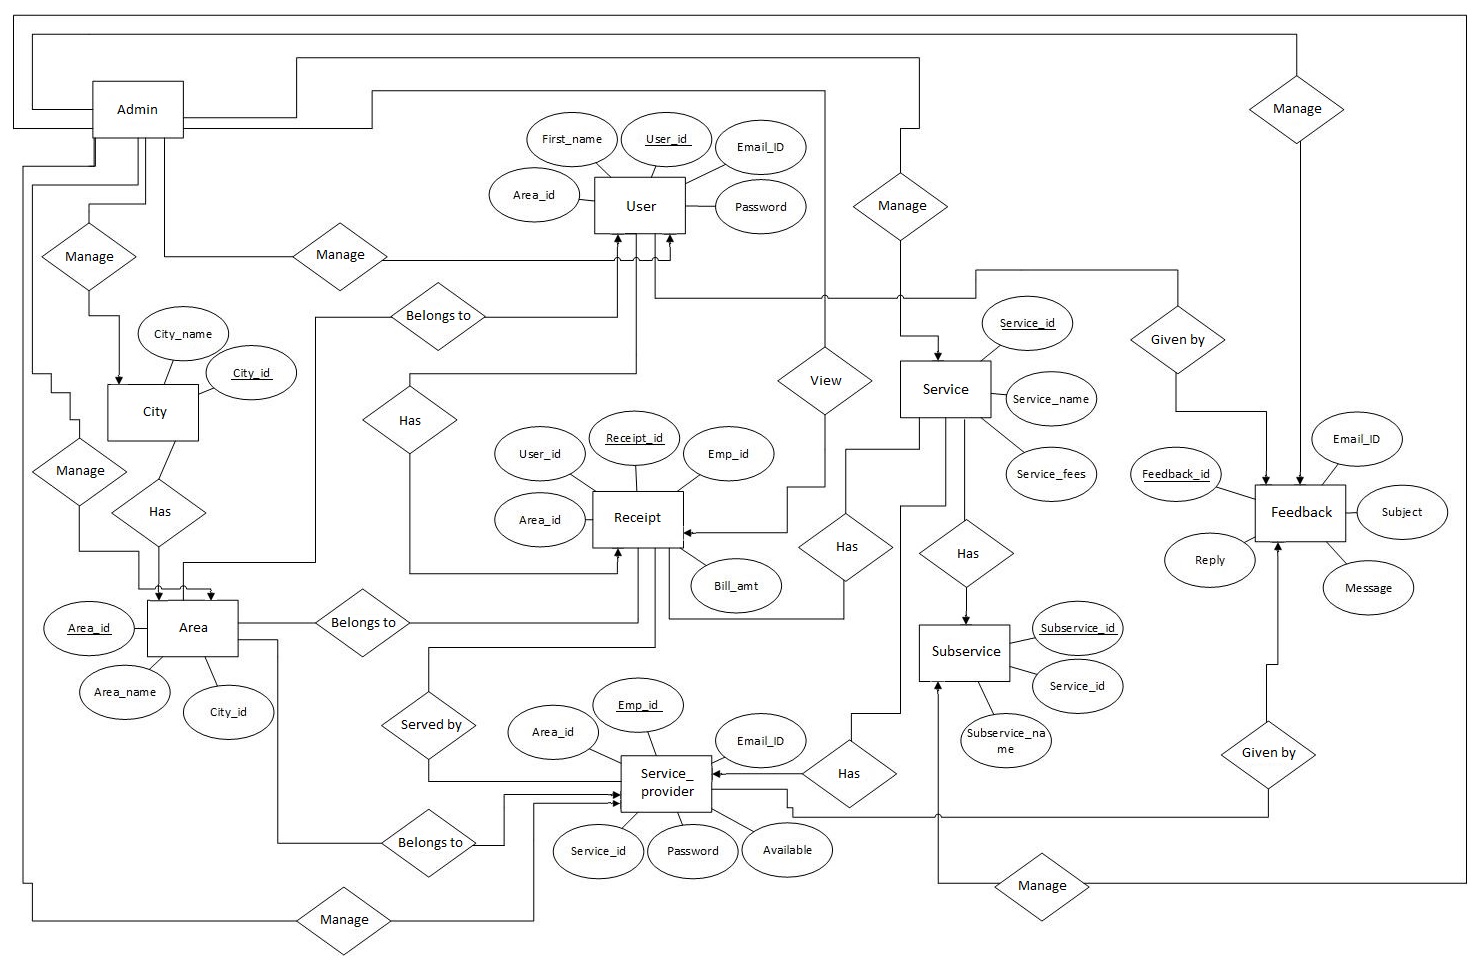 Admin
Manage
First_name
User_id
Email_ID
Area_id
User
Password
Manage
Manage
Manage
Belongs to
City_name
Service_id
Given by
City_id
View
Service
Service_name
City
Has
Receipt_id
Email_ID
User_id
Emp_id
Manage
Service_fees
Feedback_id
Has
Area_id
Receipt
Feedback
Subject
Has
Has
Reply
Bill_amt
Message
Area_id
Area
Belongs to
Subservice_id
Subservice
Area_name
Service_id
City_id
Emp_id
Served by
Area_id
Email_ID
Subservice_na
me
Given by
Service_
provider
Has
Belongs to
Service_id
Password
Available
Manage
Manage